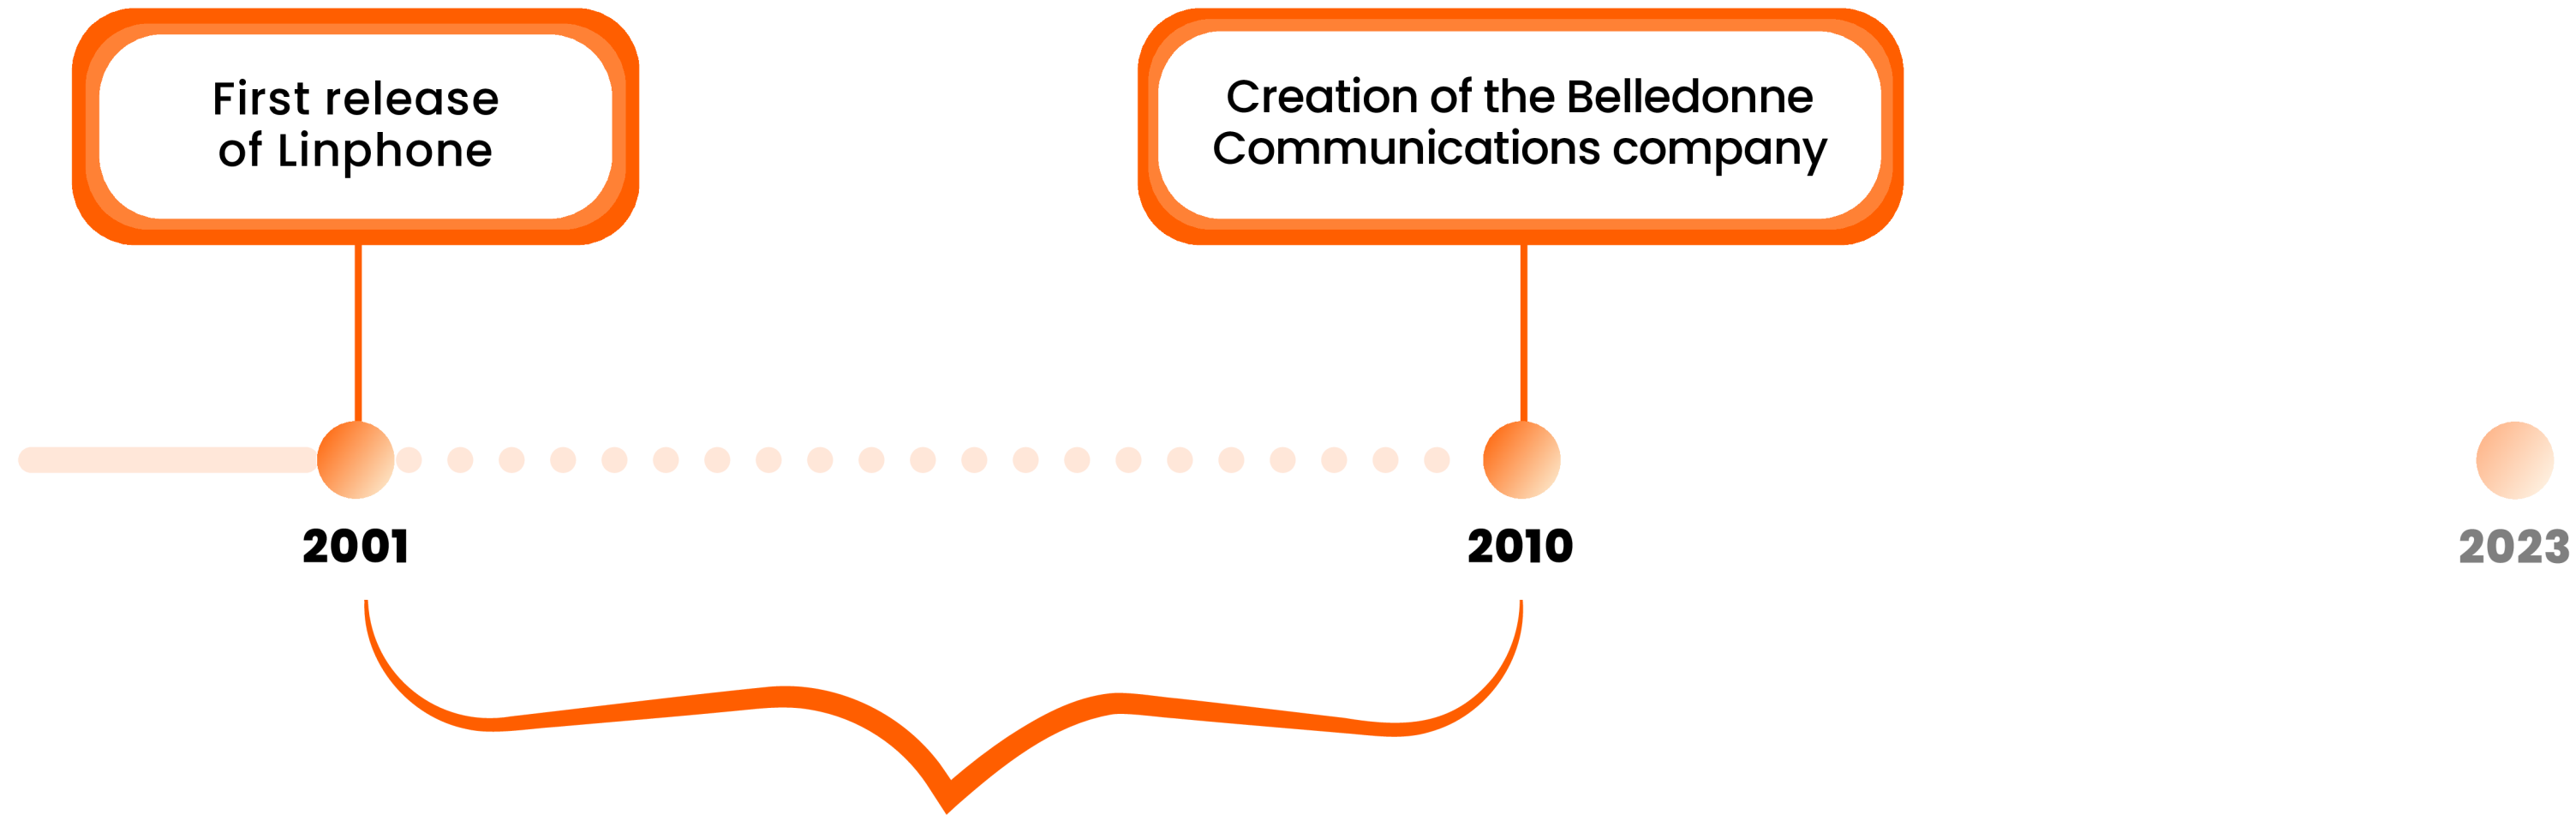 First release
of Linphone
Creation of the Belledonne
Communications company
2001
2010
2023